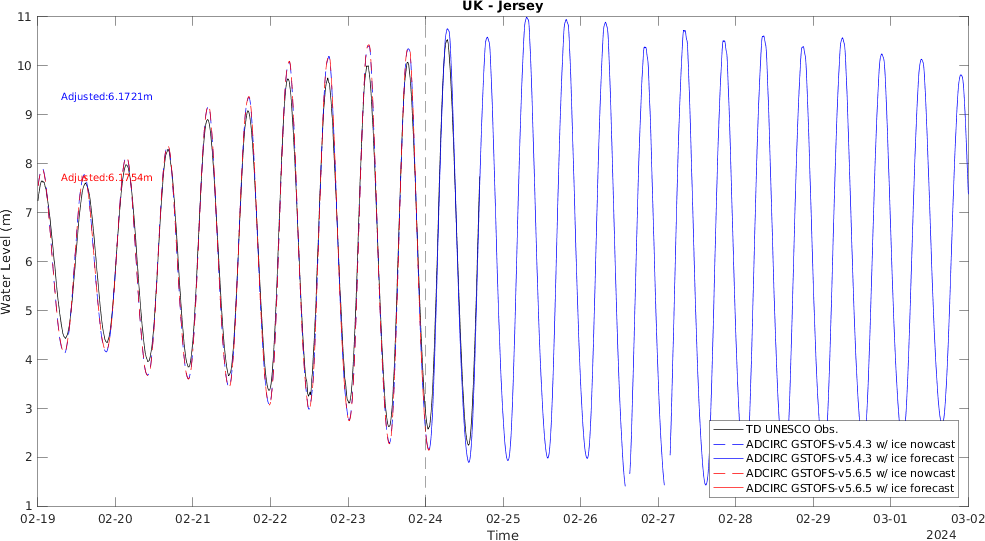 UK - Jersey
11
10
9
8
7
6
5
4
3
2
1
Water Level (m)
Adjusted:6.1721m
Adjusted:6.1754m
TD UNESCO Obs.
ADCIRC GSTOFS-v5.4.3 w/ ice nowcast
ADCIRC GSTOFS-v5.4.3 w/ ice forecast
ADCIRC GSTOFS-v5.6.5 w/ ice nowcast
ADCIRC GSTOFS-v5.6.5 w/ ice forecast
02-19 02-20 02-21 02-22 02-23 02-24 02-25 02-26 02-27 02-28 02-29 03-01 03-02
Time
2024